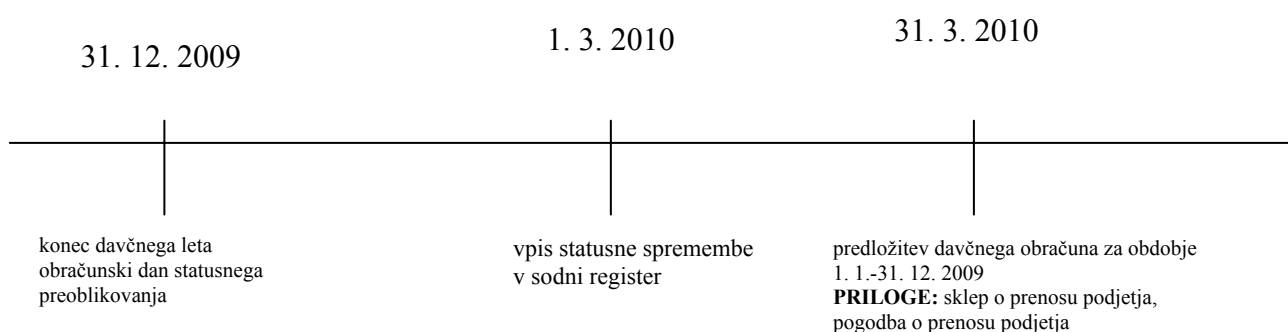 31. 12. 2009
1. 3. 2010
31. 3. 2010
konec davčnega leta
obračunski dan statusnega
preoblikovanja
vpis statusne spremembe
v sodni register
predložitev davčnega obračuna za obdobje
1. 1.-31. 12. 2009
PRILOGE: sklep o prenosu podjetja,
pogodba o prenosu podjetja